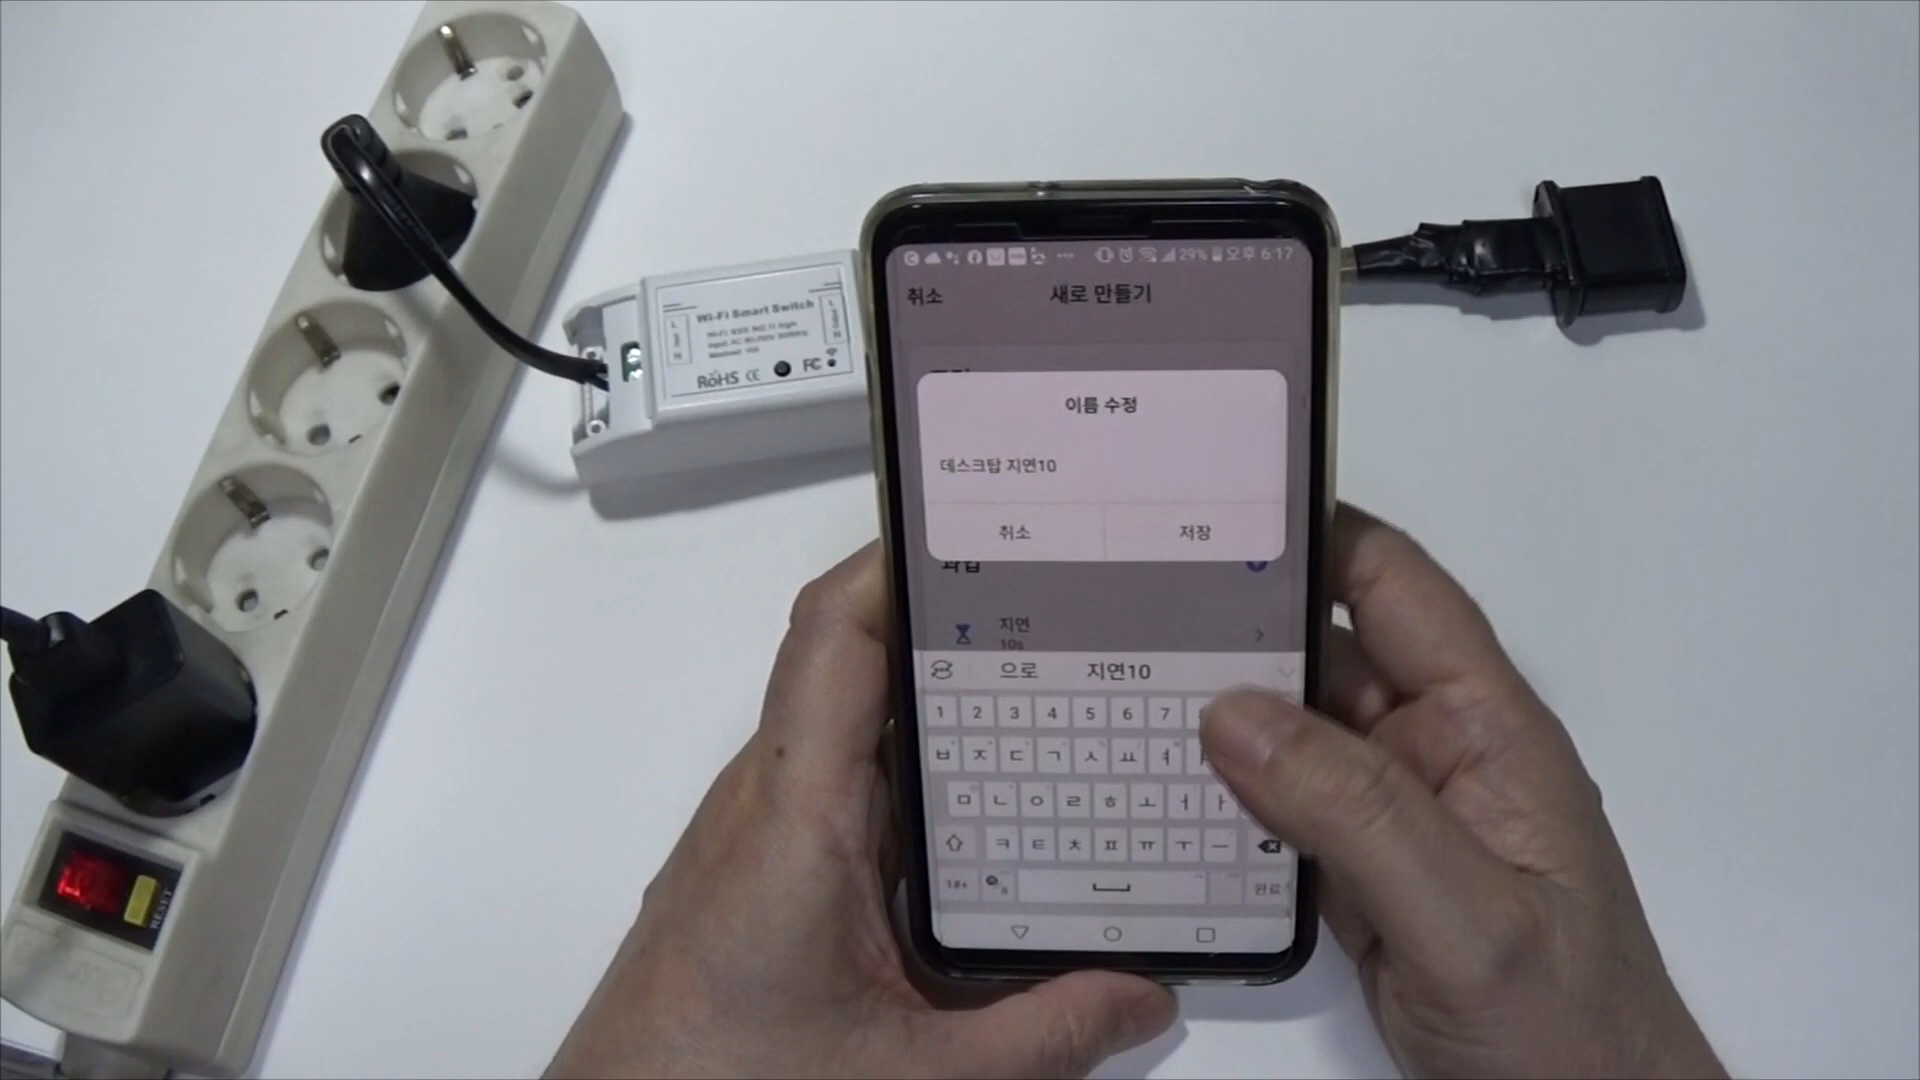 29% 오후 6:17
취소 새로 만들기
이름 수정
데스크탑 지연10
취소 저장
지연
10s
으로 지연10
1 2 3 4 5 6 7
ㅂ ㅈ ㄷ ㄱ ㅅ ㅛ ㅕ
ㅁ ㄴ ㅇ ㄹ ㅎ ㅗ ㅓ ㅏ
ㅋ ㅌ ㅊ ㅍ ㅠ ㅜ ㅡ
완료
Wi-Fi Smart Switch
L
N
L
Output
N
RoHS CE FC
RESET